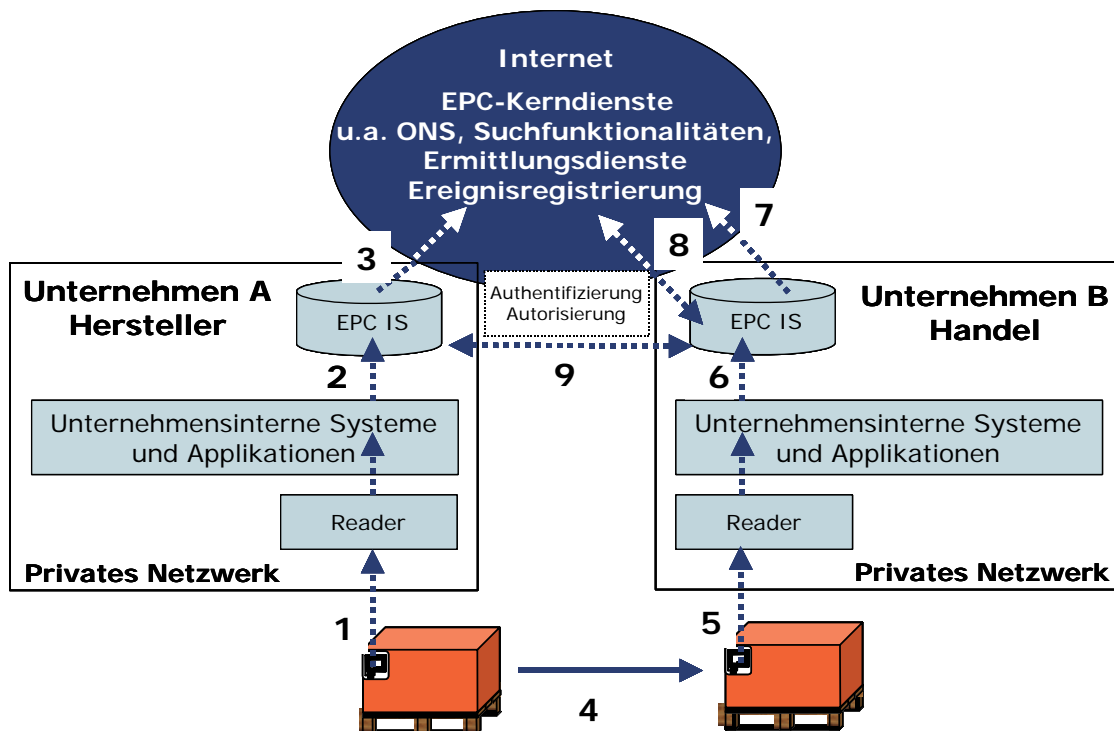 Internet
EPC-Kerndienste
u.a. ONS, Suchfunktionalitäten,
Ermittlungsdienste
Ereignisregistrierung
7
3
8
Unternehmen A
Hersteller
EPC IS
Authentifizierung
Autorisierung
EPC IS
Unternehmen B
Handel
2
9
6
Unternehmensinterne Systeme
und Applikationen
Unternehmensinterne Systeme
und Applikationen
Reader
Reader
Privates Netzwerk
Privates Netzwerk
1
5
4